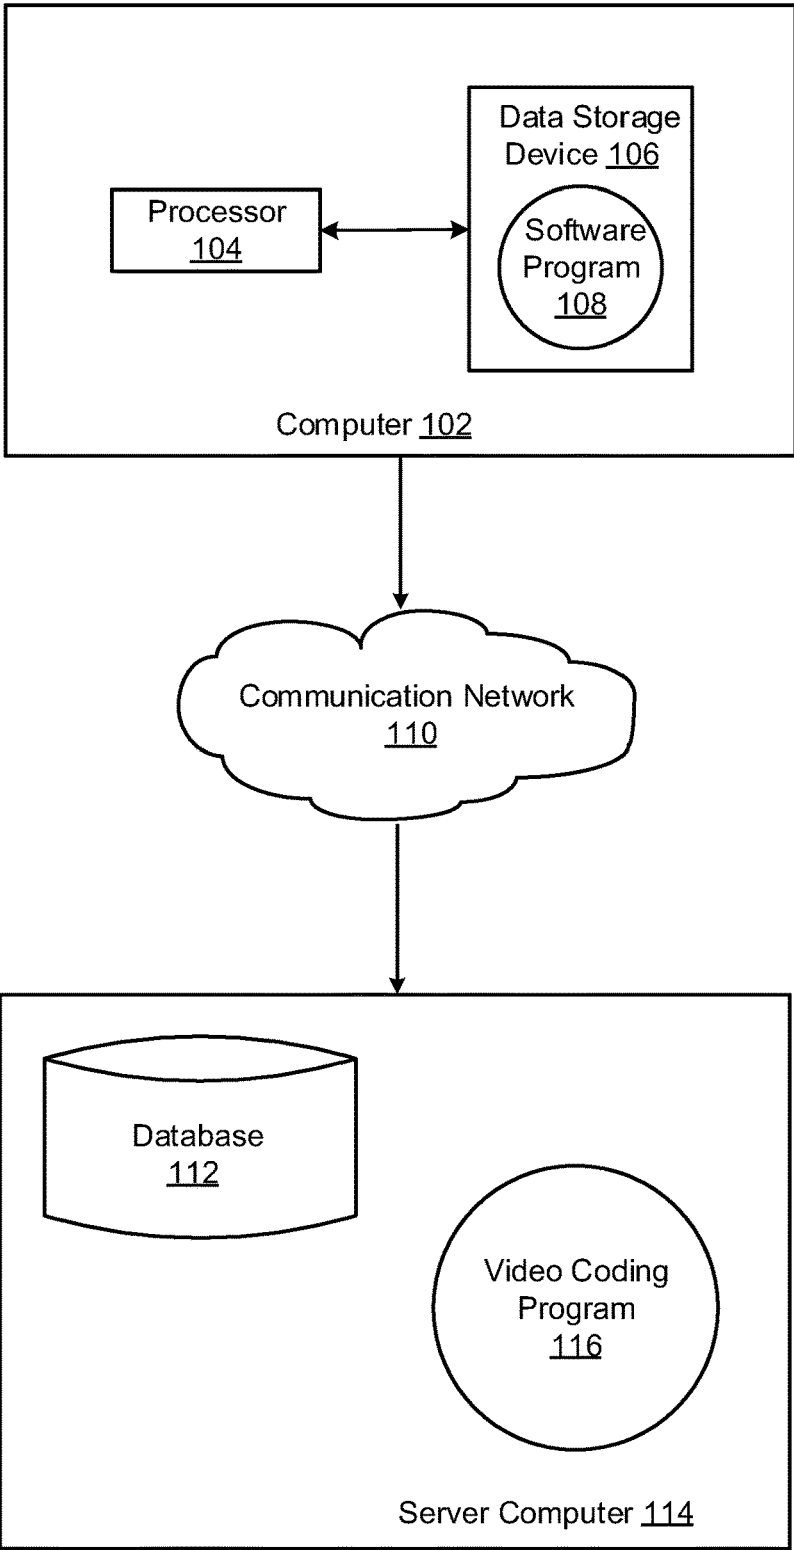 Data Storage
Device 106
Processor
104
Software
Program
108
Computer 102
Communication Network
110
Database
112
Video Coding
Program
116
Server Computer 114